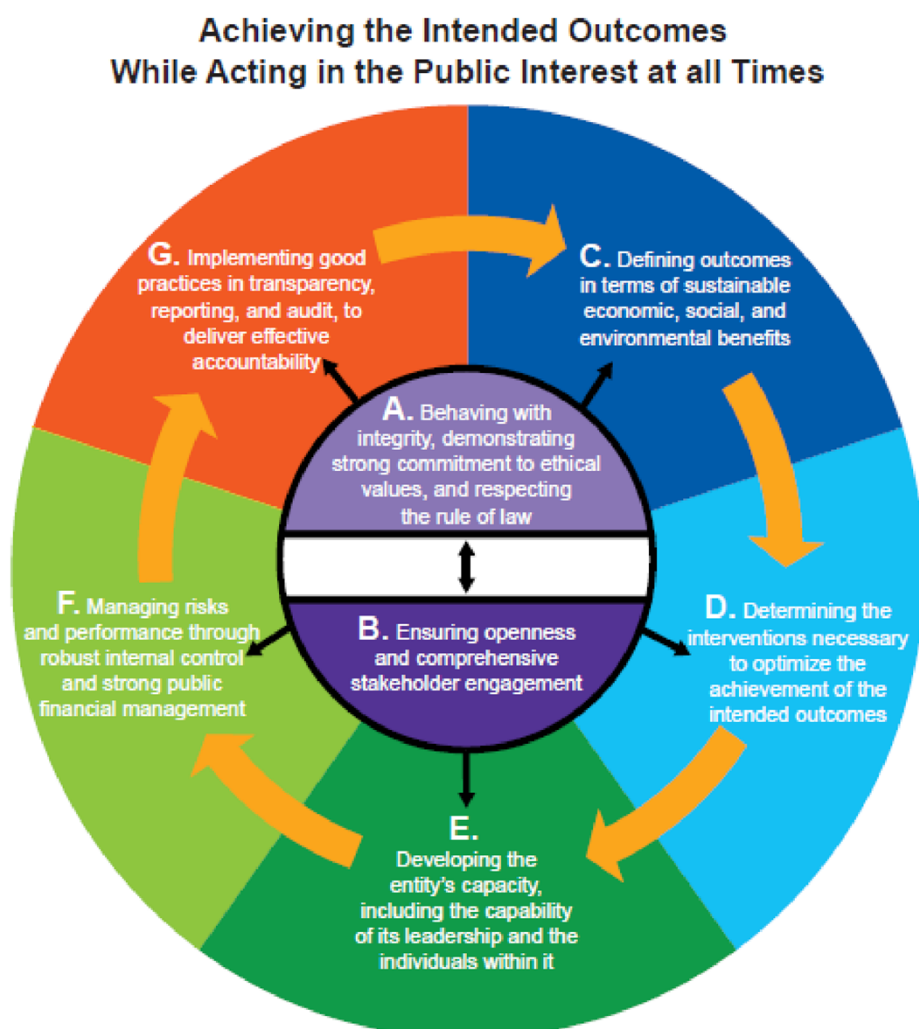 Achieving the Intended Outcomes
While Acting in the Public Interest at all Times
G. Implementing good
practices in transparency,
reporting, and audit, to
deliver effective
accountability
C. Defining outcomes
in terms of sustainable
economic, social, and
environmental benefits
A. Behaving with
integrity, demonstrating
strong commitment to ethical
values, and respecting
the rule of law
B. Ensuring openness
and comprehensive
stakeholder engagement
F. Managing risks
and performance through
robust internal control
and strong public
financial management
D. Determining the
interventions necessary
to optimize the
achievement of the
intended outcomes
E.
Developing the
entity's capacity,
including the capability
of its leadership and the
individuals within it